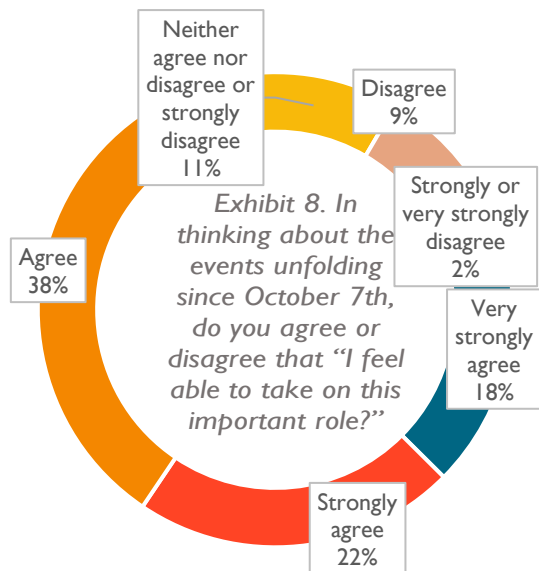 Neither
agree nor
disagree or
strongly
disagree
11%
Disagree
9%
Strongly or
very strongly
disagree
2%
Very
strongly
agree
18%
Strongly
agree
22%
Agree
38%
Exhibit 8. In
thinking about the
events unfolding
since October 7th,
do you agree or
disagree that “I feel
able to take on this
important role?”